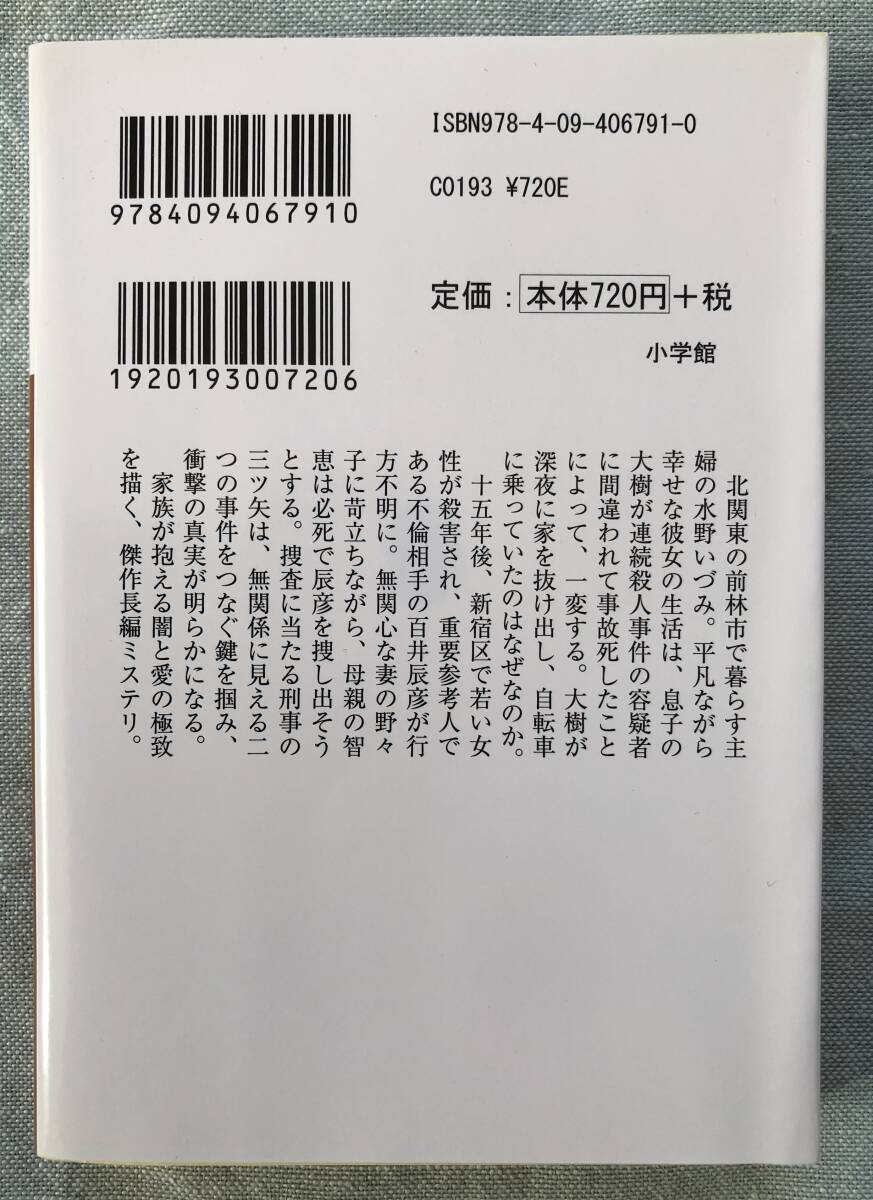 ISBN978-4-09-406791-0
9784094067910
C0193 ¥720E
定価：本体720円＋税
1920193007206
小学館
北関東の前林市で暮らす主
婦の水野いづみ。平凡ながら
幸せな彼女の生活は、息子の
大樹が連続殺人事件の容疑者
に間違われて事故死したこと
によって、一変する。大樹が
深夜に家を抜け出し、自転車
に乗っていたのはなぜなのか。
十五年後、新宿区で若い女
性が殺害され、重要参考人で
ある不倫相手の百井辰彦が行
方不明に。無関心な妻の野々
子に苛立ちながら、母親の智
恵は必死で辰彦を捜し出そう
とする。捜査に当たる刑事の
三ツ矢は、無関係に見える二
つの事件をつなぐ鍵を掴み、
衝撃の真実が明らかになる。
家族が抱える闇と愛の極致
を描く、傑作長編ミステリ。